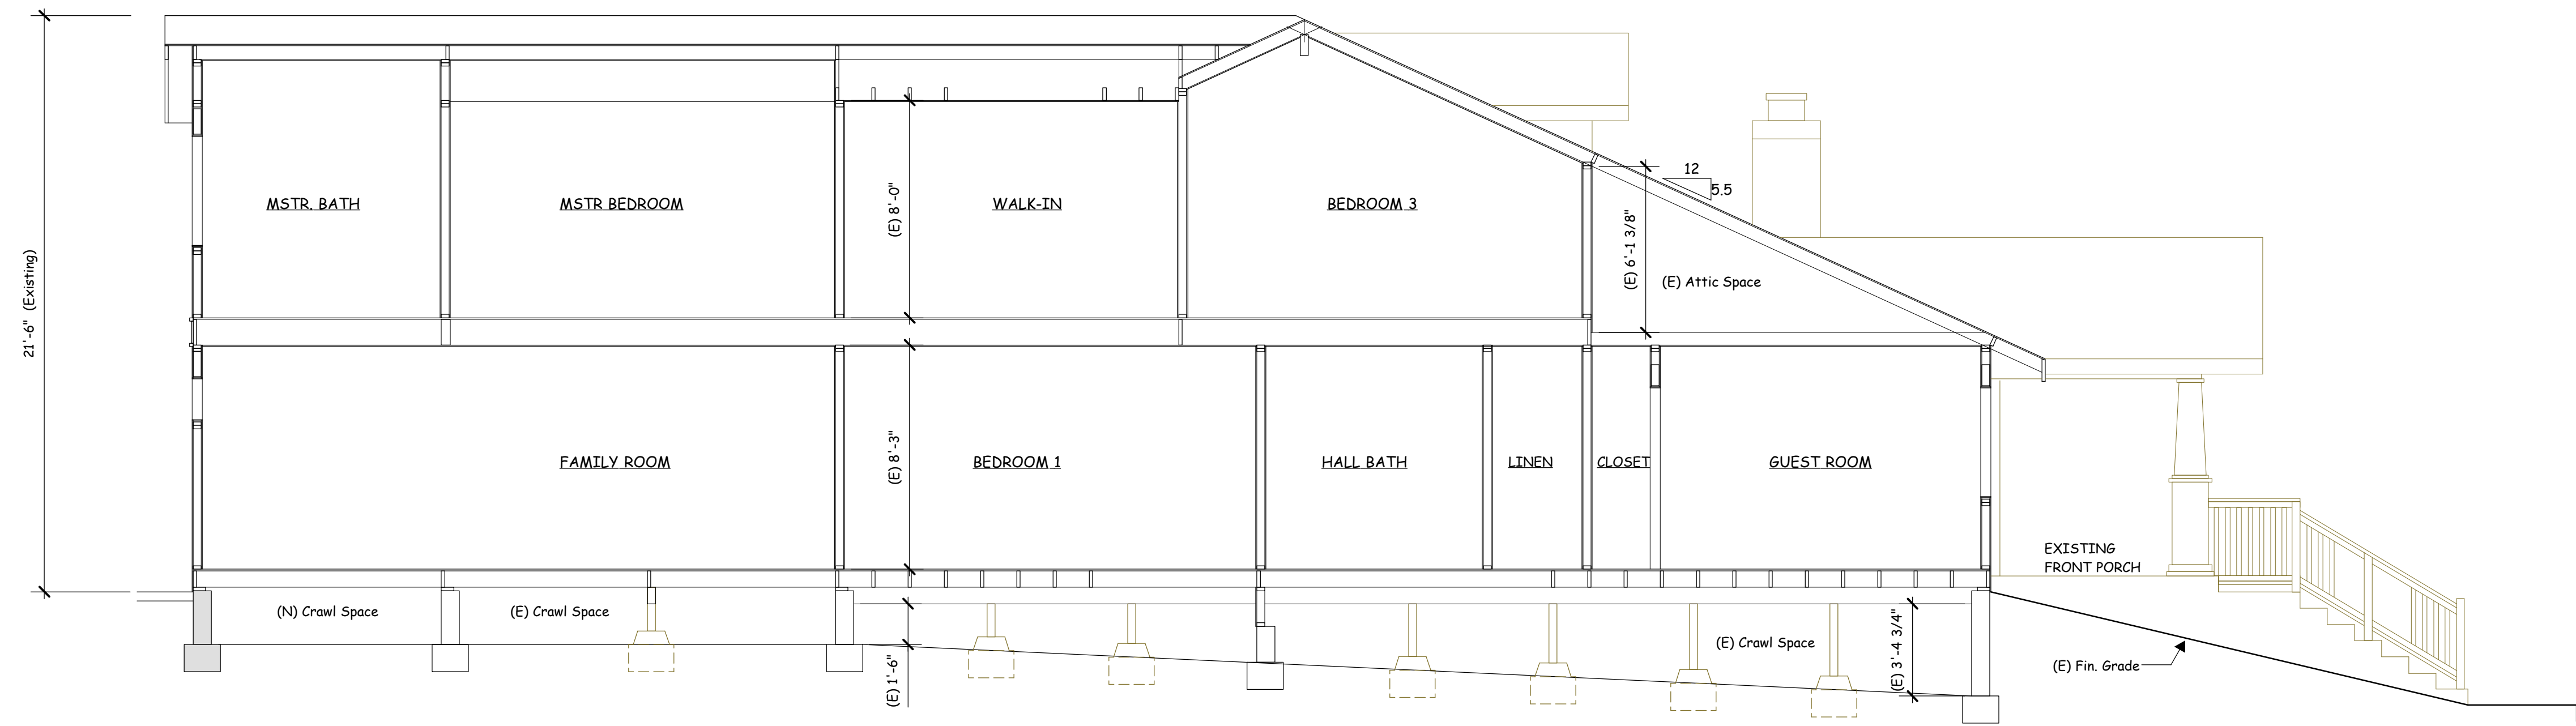 12
5.5
MSTR. BATH
MSTR BEDROOM
(E) 8'-0"
WALK-IN
BEDROOM 3
(E) 6'-1 3/8"
(E) Attic Space
21'-6" (Existing)
FAMILY ROOM
(E) 8'-3"
BEDROOM 1
HALL BATH
LINEN
CLOSET
GUEST ROOM
EXISTING
FRONT PORCH
(N) Crawl Space
(E) Crawl Space
(E) 1'-6"
(E) Crawl Space
(E) 3'-4 3/4"
(E) Fin. Grade